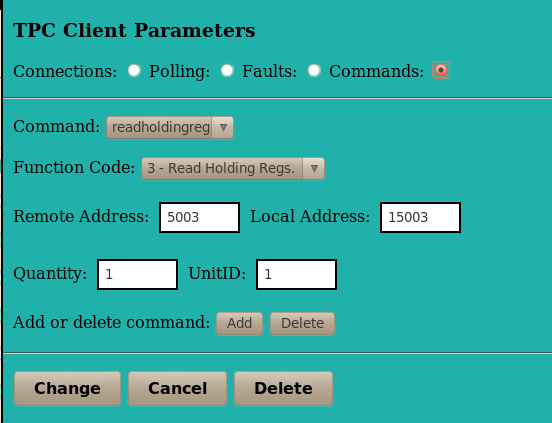 TPC Client Parameters
Connections: Polling: Faults: Commands:
Command: readholdingreg
Function Code: 3 - Read Holding Regs.
Remote Address: 5003 Local Address: 15003
Quantity: 1 UnitID: 1
Add or delete command: Add Delete
Change Cancel Delete